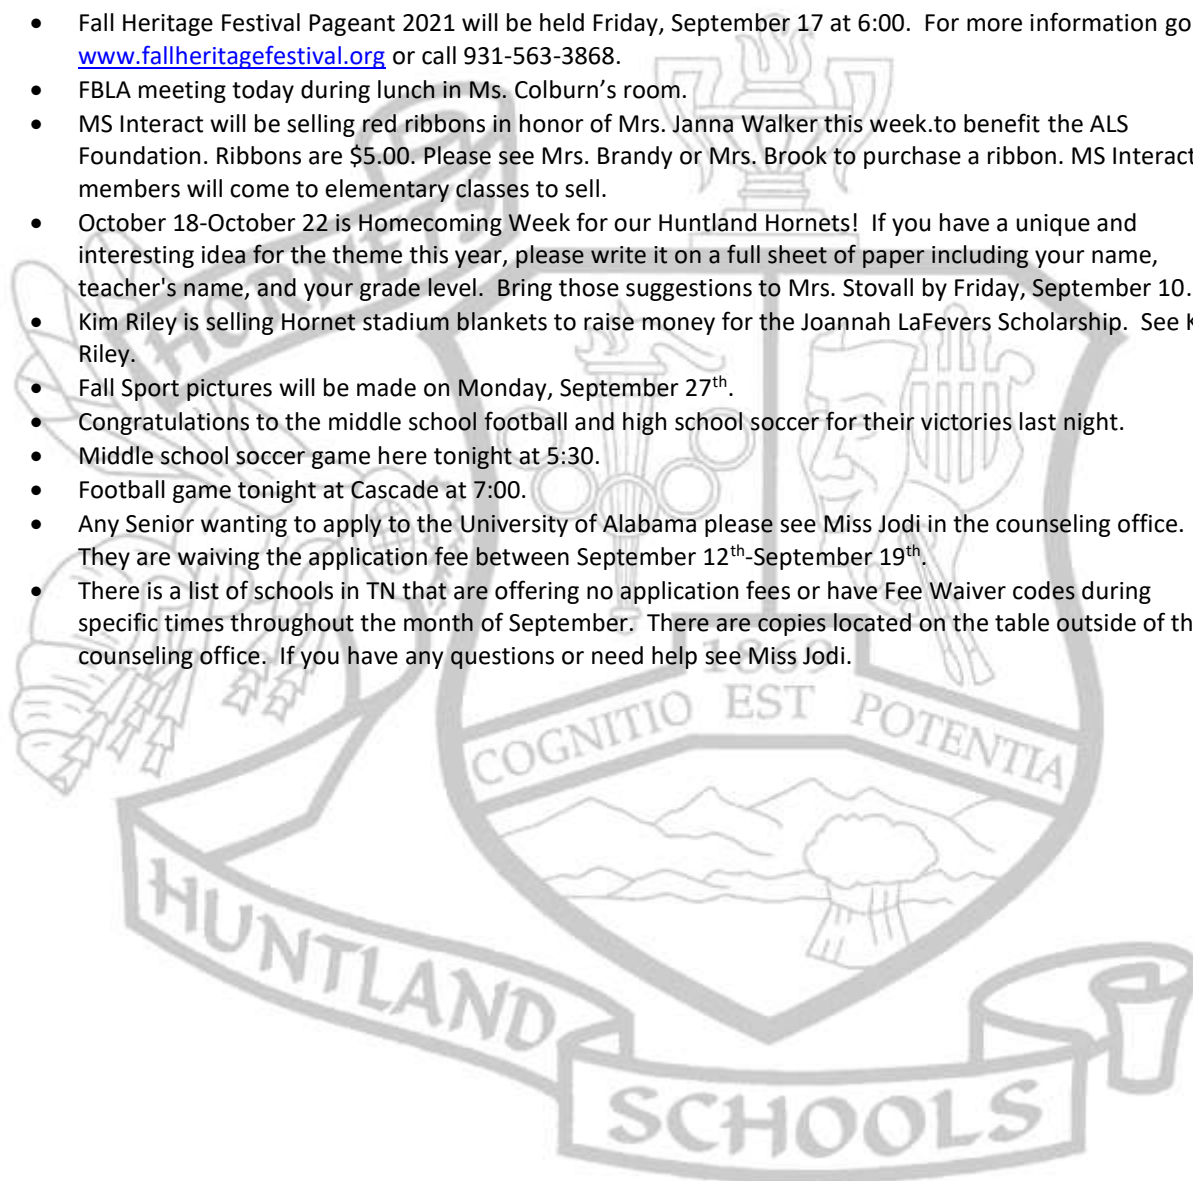 • Fall Heritage Festival Pageant 2021 will be held Friday, September 17 at 6:00.  For more information go
www.fallheritagefestival.org or call 931-563-3868.
• FBLA meeting today during lunch in Ms. Colburn’s room.
• MS Interact will be selling red ribbons in honor of Mrs. Janna Walker this week.to benefit the ALS
Foundation. Ribbons are $5.00. Please see Mrs. Brandy or Mrs. Brook to purchase a ribbon. MS Interact
members will come to elementary classes to sell.
• October 18-October 22 is Homecoming Week for our Huntland Hornets!  If you have a unique and
interesting idea for the theme this year, please write it on a full sheet of paper including your name,
teacher's name, and your grade level.  Bring those suggestions to Mrs. Stovall by Friday, September 10.
• Kim Riley is selling Hornet stadium blankets to raise money for the Joannah LaFevers Scholarship.  See
Riley.
• Fall Sport pictures will be made on Monday, September 27th.
• Congratulations to the middle school football and high school soccer for their victories last night.
• Middle school soccer game here tonight at 5:30.
• Football game tonight at Cascade at 7:00.
• Any Senior wanting to apply to the University of Alabama please see Miss Jodi in the counseling office.
They are waiving the application fee between September 12th-September 19th.
• There is a list of schools in TN that are offering no application fees or have Fee Waiver codes during
specific times throughout the month of September.  There are copies located on the table outside of th
counseling office.  If you have any questions or need help see Miss Jodi.
HORNETS
1869
COGNITIO EST POTENTIA
HUNTLAND
SCHOOLS